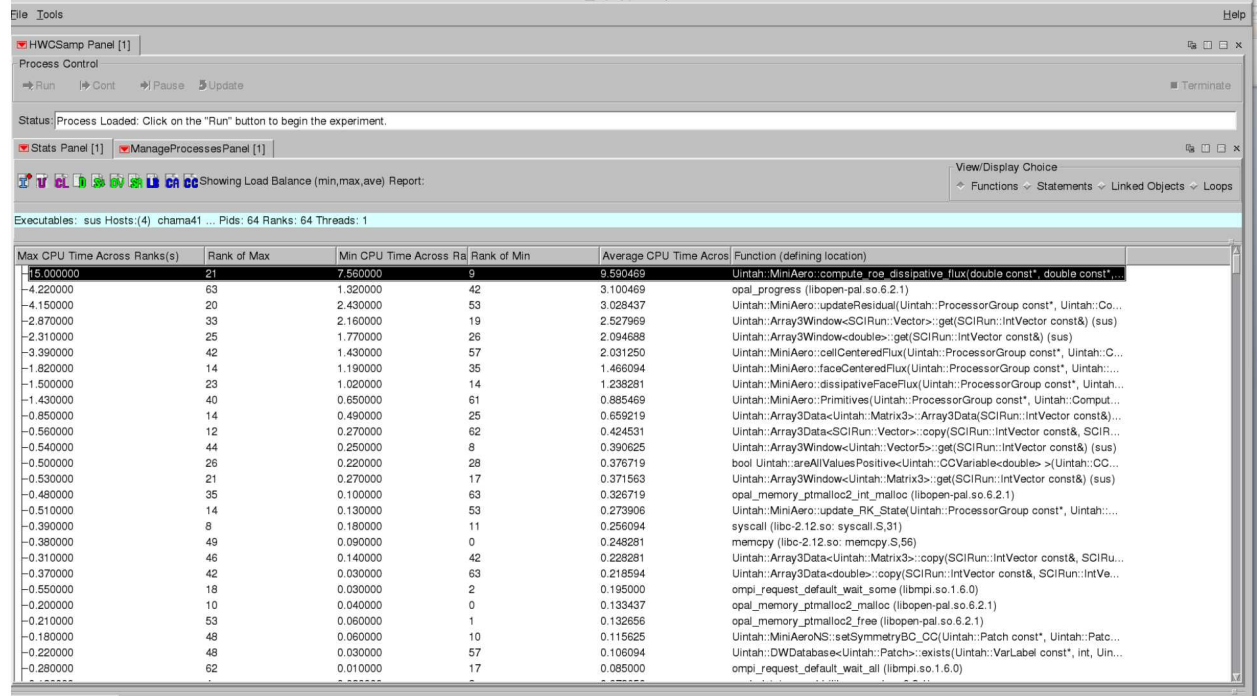 File Tools Help
HWCSamp Panel [1]
Process Control
Run Cont Pause Update Terminate
Status: Process Loaded: Click on the "Run" button to begin the experiment.
Stats Panel [1] ManageProcessesPanel [1]
View/Display Choice
I U CL D OV LB CA CC Showing Load Balance (min,max,ave) Report: Functions Statements Linked Objects Loops
Executables: sus Hosts:(4) chama41 ... Pids: 64 Ranks: 64 Threads: 1
Max CPU Time Across Ranks(s) Rank of Max Min CPU Time Across Ra Rank of Min Average CPU Time Acros Function (defining location)
15.000000 21 7.560000 9 9.590469 Uintah::MiniAero::compute_roe_dissipative_flux(double const*, double const*,...
4.220000 63 1.320000 42 3.100469 opal_progress (libopen-pal.so.6.2.1)
4.150000 20 2.430000 53 3.028437 Uintah::MiniAero::updateResidual(Uintah::ProcessorGroup const*, Uintah::Co...
2.870000 33 2.160000 19 2.527969 Uintah::Array3Window<SCIRun::Vector>::get(SCIRun::IntVector const&) (sus)
2.310000 25 1.770000 26 2.094688 Uintah::Array3Window<double>::get(SCIRun::IntVector const&) (sus)
3.390000 42 1.430000 57 2.031250 Uintah::MiniAero::cellCenteredFlux(Uintah::ProcessorGroup const*, Uintah::C...
1.820000 14 1.190000 35 1.466094 Uintah::MiniAero::faceCenteredFlux(Uintah::ProcessorGroup const*, Uintah::...
1.500000 23 1.020000 14 1.238281 Uintah::MiniAero::dissipativeFaceFlux(Uintah::ProcessorGroup const*, Uintah...
1.430000 40 0.650000 61 0.885469 Uintah::MiniAero::Primitives(Uintah::ProcessorGroup const*, Uintah::Comput...
0.850000 14 0.490000 25 0.659219 Uintah::Array3Data<Uintah::Matrix3>::Array3Data(SCIRun::IntVector const&)...
0.560000 12 0.270000 62 0.424531 Uintah::Array3Data<SCIRun::Vector>::copy(SCIRun::IntVector const&, SCIR...
0.540000 44 0.250000 8 0.390625 Uintah::Array3Window<Uintah::Vector5>::get(SCIRun::IntVector const&) (sus)
0.500000 26 0.220000 28 0.376719 bool Uintah::areAllValuesPositive<Uintah::CCVariable<double> >(Uintah::CC...
0.530000 21 0.270000 17 0.371563 Uintah::Array3Window<Uintah::Matrix3>::get(SCIRun::IntVector const&) (sus)
0.480000 35 0.100000 63 0.326719 opal_memory_ptmalloc2_int_malloc (libopen-pal.so.6.2.1)
0.510000 14 0.130000 53 0.273906 Uintah::MiniAero::update_RK_State(Uintah::ProcessorGroup const*, Uintah::...
0.390000 8 0.180000 11 0.256094 syscall (libc-2.12.so: syscall.S,31)
0.380000 49 0.090000 0 0.248281 memcpy (libc-2.12.so: memcpy.S,56)
0.310000 46 0.140000 42 0.228281 Uintah::Array3Data<Uintah::Matrix3>::copy(SCIRun::IntVector const&, SCIRu...
0.370000 42 0.030000 63 0.218594 Uintah::Array3Data<double>::copy(SCIRun::IntVector const&, SCIRun::IntVe...
0.550000 18 0.030000 2 0.195000 ompi_request_default_wait_some (libmpi.so.1.6.0)
0.200000 10 0.040000 0 0.133437 opal_memory_ptmalloc2_malloc (libopen-pal.so.6.2.1)
0.210000 53 0.060000 1 0.132656 opal_memory_ptmalloc2_free (libopen-pal.so.6.2.1)
0.180000 48 0.060000 10 0.115625 Uintah::MiniAeroNS::setSymmetryBC_CC(Uintah::Patch const*, Uintah::Patc...
0.220000 48 0.030000 57 0.106094 Uintah::DWDatabase<Uintah::Patch>::exists(Uintah::VarLabel const*, int, Uin...
0.280000 62 0.010000 17 0.085000 ompi_request_default_wait_all (libmpi.so.1.6.0)